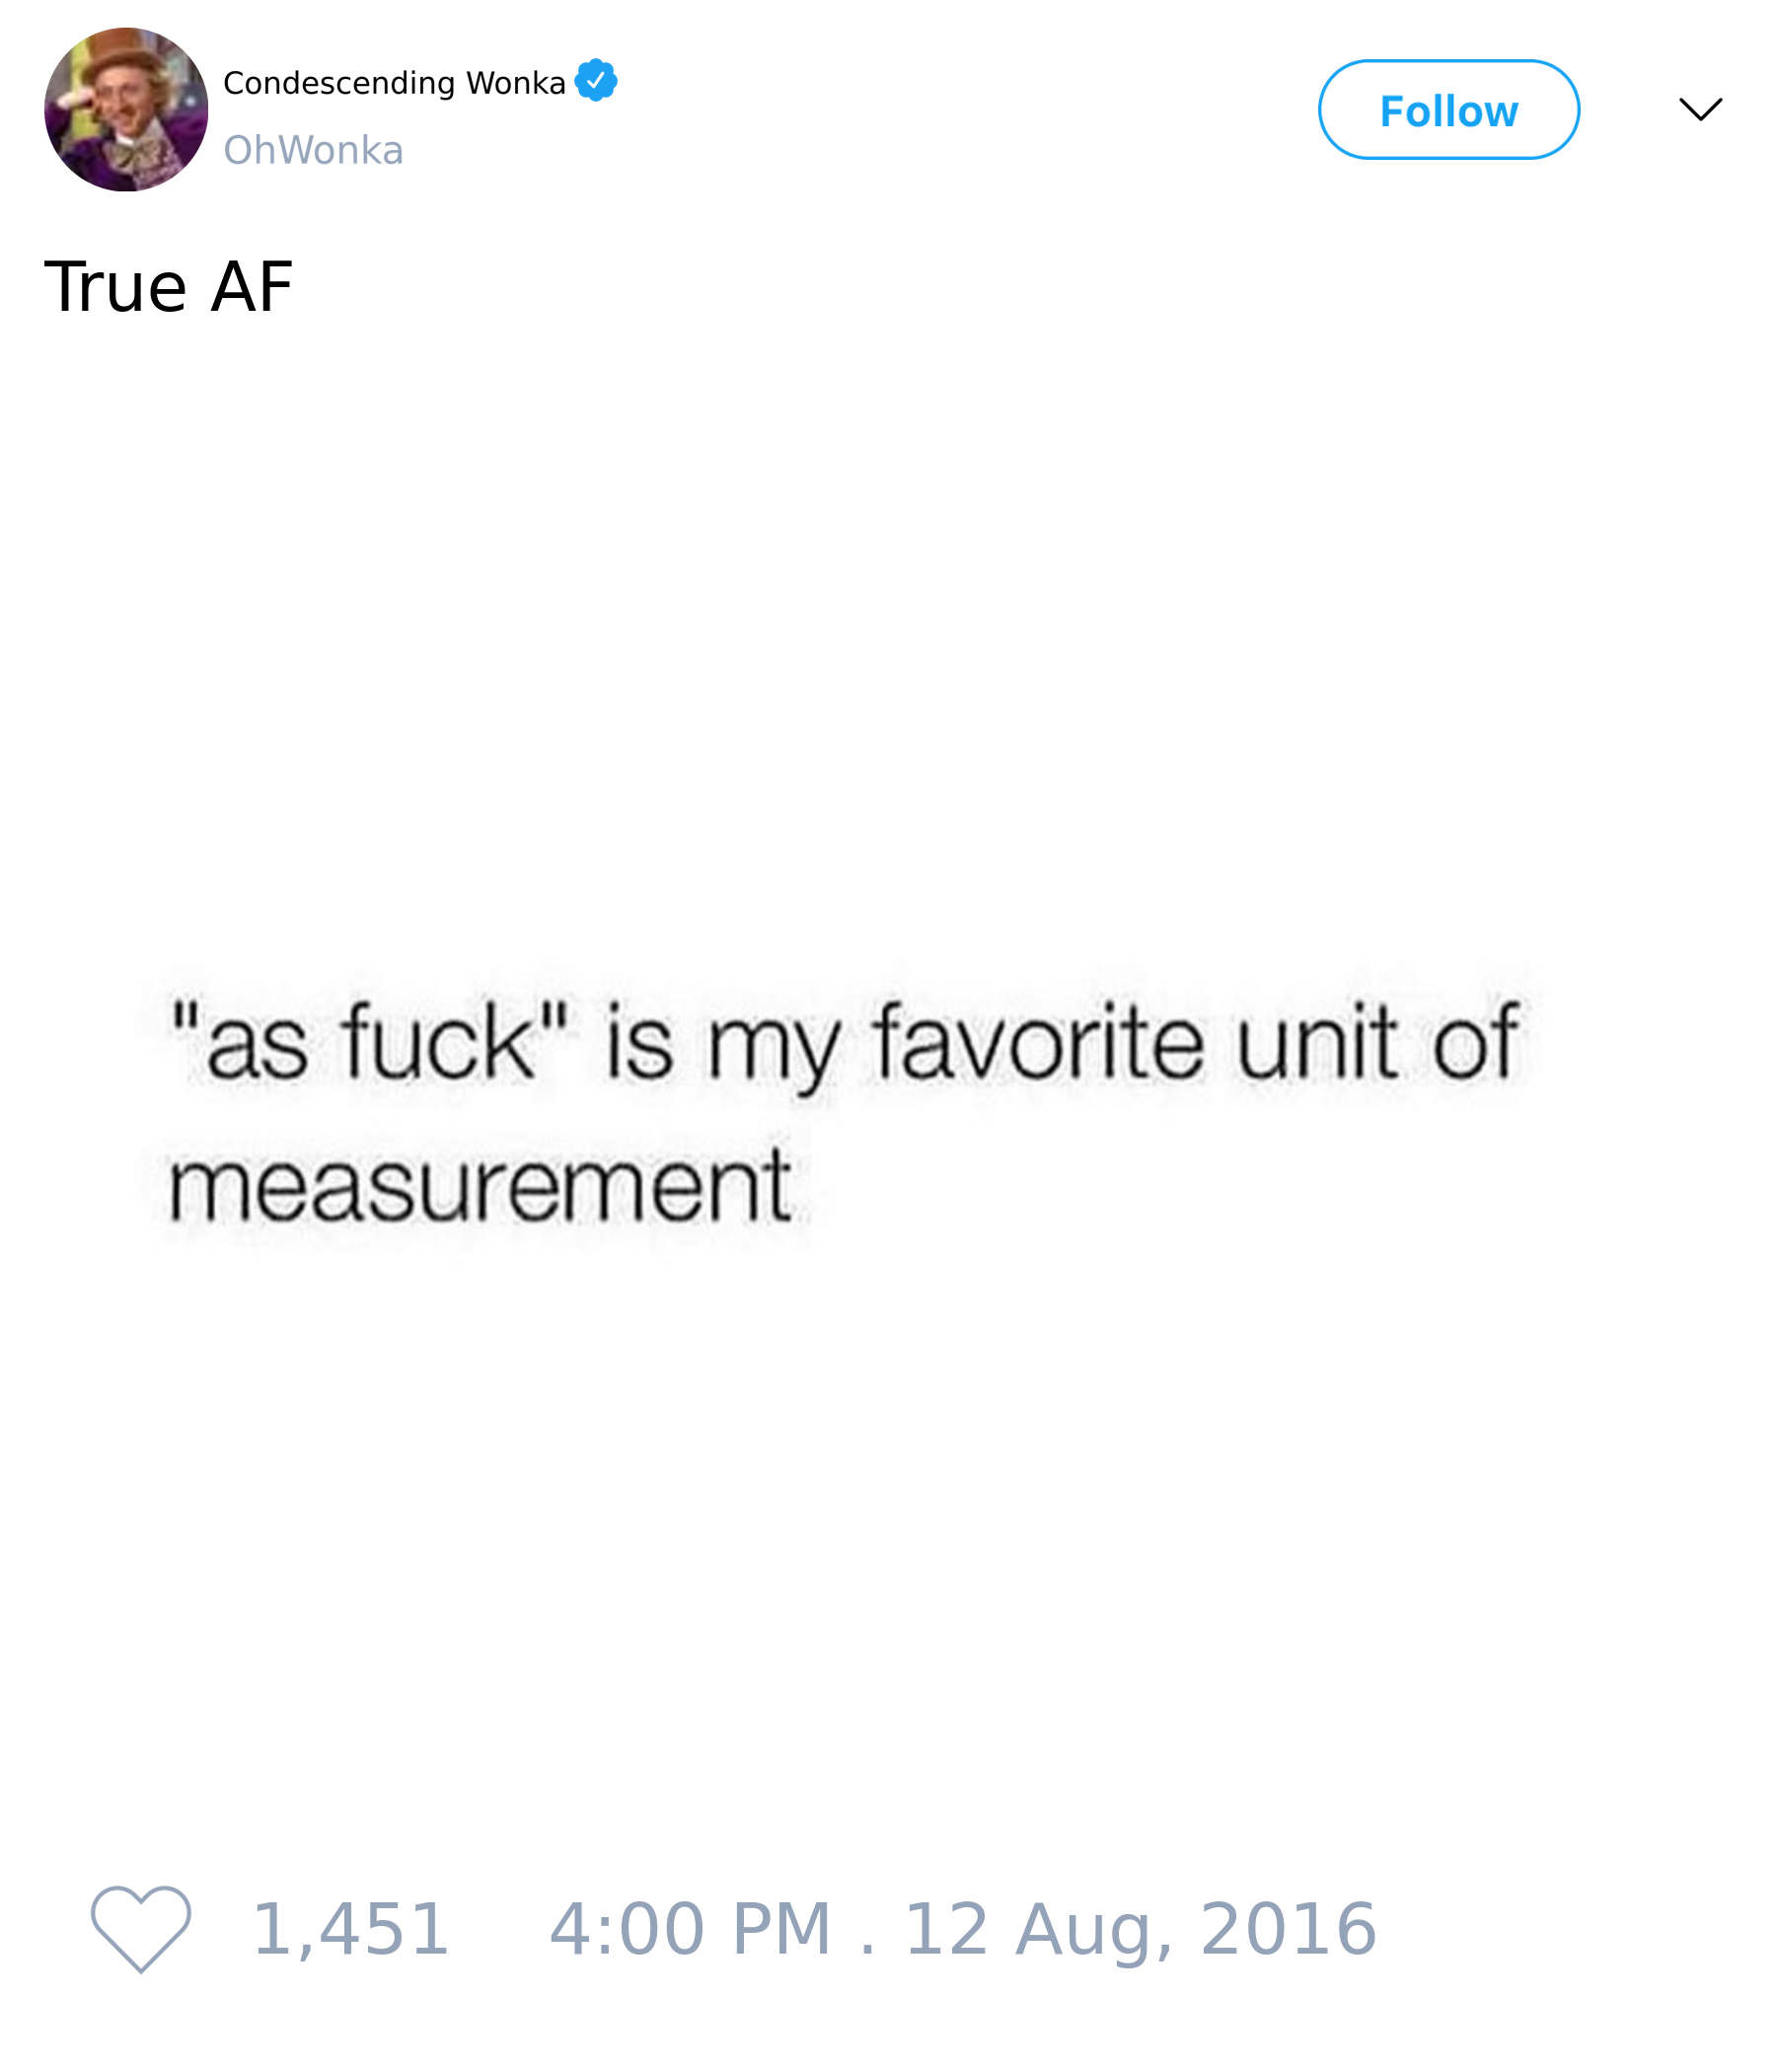 Condescending Wonka
OhWonka
Follow
True AF
"as fuck" is my favorite unit of
measurement
1,451 4:00 PM . 12 Aug, 2016